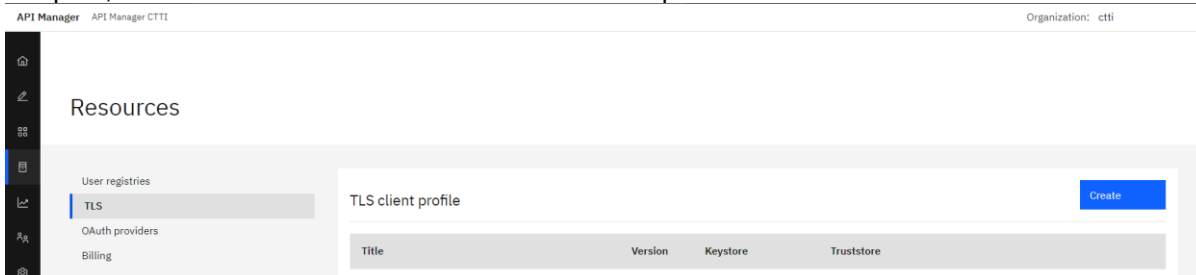 API Manager API Manager CTTI Organization: ctti
Resources
User registries
TLS
OAuth providers
Billing
TLS client profile
Create
Title Version Keystore Truststore